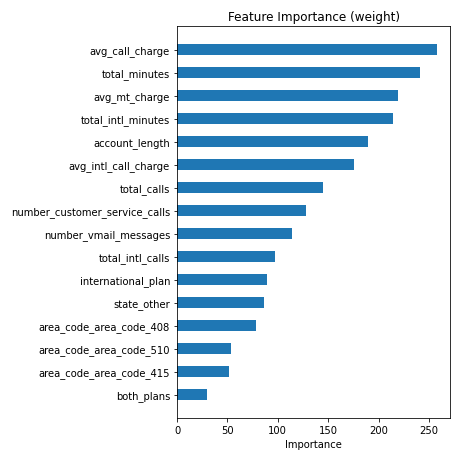 Feature Importance (weight)
avg_call_charge
total_minutes
avg_mt_charge
total_intl_minutes
account_length
avg_intl_call_charge
total_calls
number_customer_service_calls
number_vmail_messages
total_intl_calls
international_plan
state_other
area_code_area_code_408
area_code_area_code_510
area_code_area_code_415
both_plans
0 50 100 150 200 250
Importance